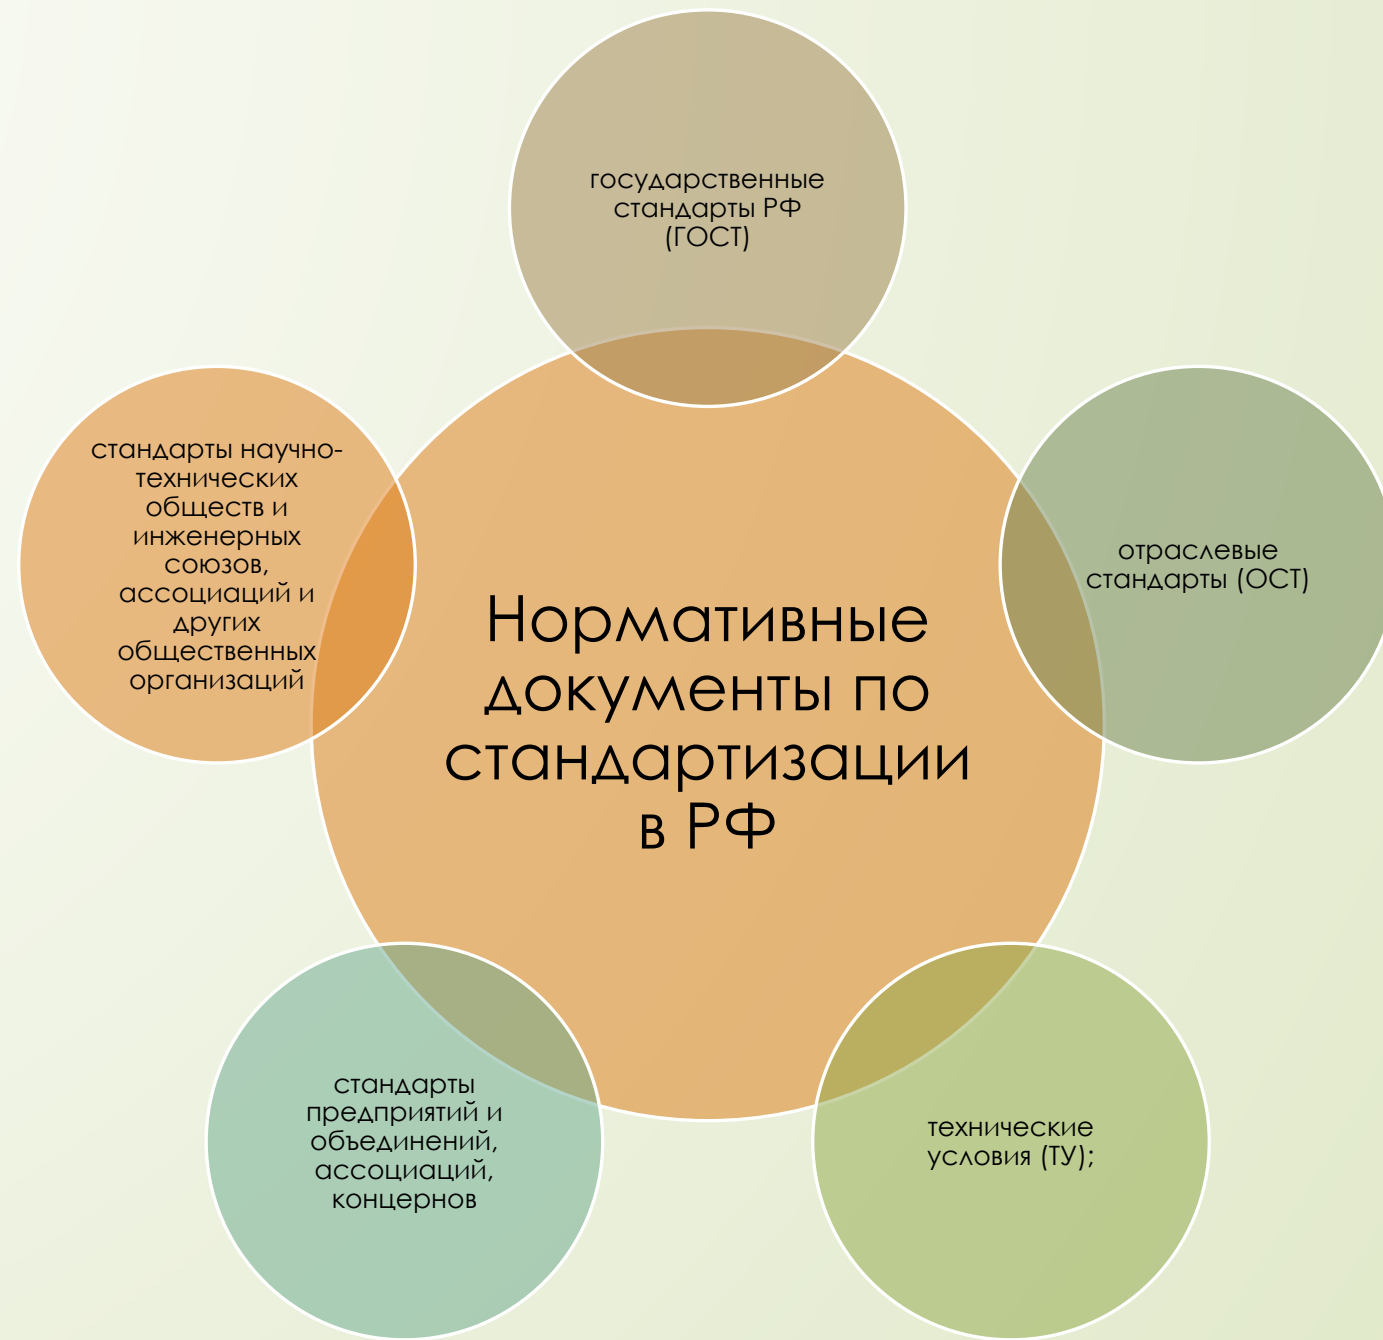 государственные
стандарты РФ
(ГОСТ)
отраслевые
стандарты (ОСТ)
технические
условия (ТУ);
стандарты
предприятий и
объединений,
ассоциаций,
концернов
стандарты научно-
технических
обществ и
инженерных
союзов,
ассоциаций и
других
общественных
организаций
Нормативные
документы по
стандартизации
в РФ